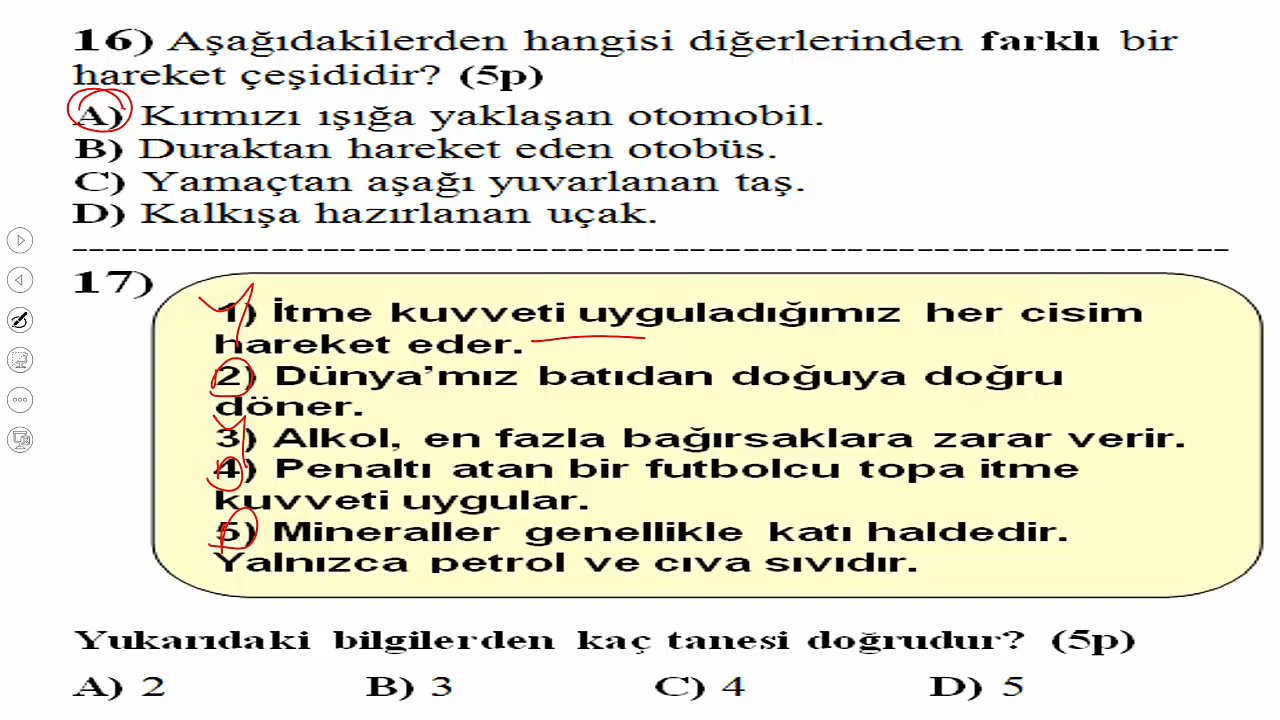 16) Aşağıdakilerden hangisi diğerlerinden farklı bir
hareket çeşididir? (5p)
A) Kırmızı ışığa yaklaşan otomobil.
B) Duraktan hareket eden otobüs.
C) Yamaçtan aşağı yuvarlanan taş.
D) Kalkışa hazırlanan uçak.
17)
1) İtme kuvveti uyguladığımız her cisim
hareket eder.
2) Dünya’mız batıdan doğuya doğru
döner.
3) Alkol, en fazla bağırsaklara zarar verir.
4) Penaltı atan bir futbolcu topa itme
kuvveti uygular.
5) Mineraller genellikle katı haldedir.
Yalnızca petrol ve cıva sıvıdır.
Yukarıdaki bilgilerden kaç tanesi doğrudur? (5p)
A) 2 B) 3 C) 4 D) 5